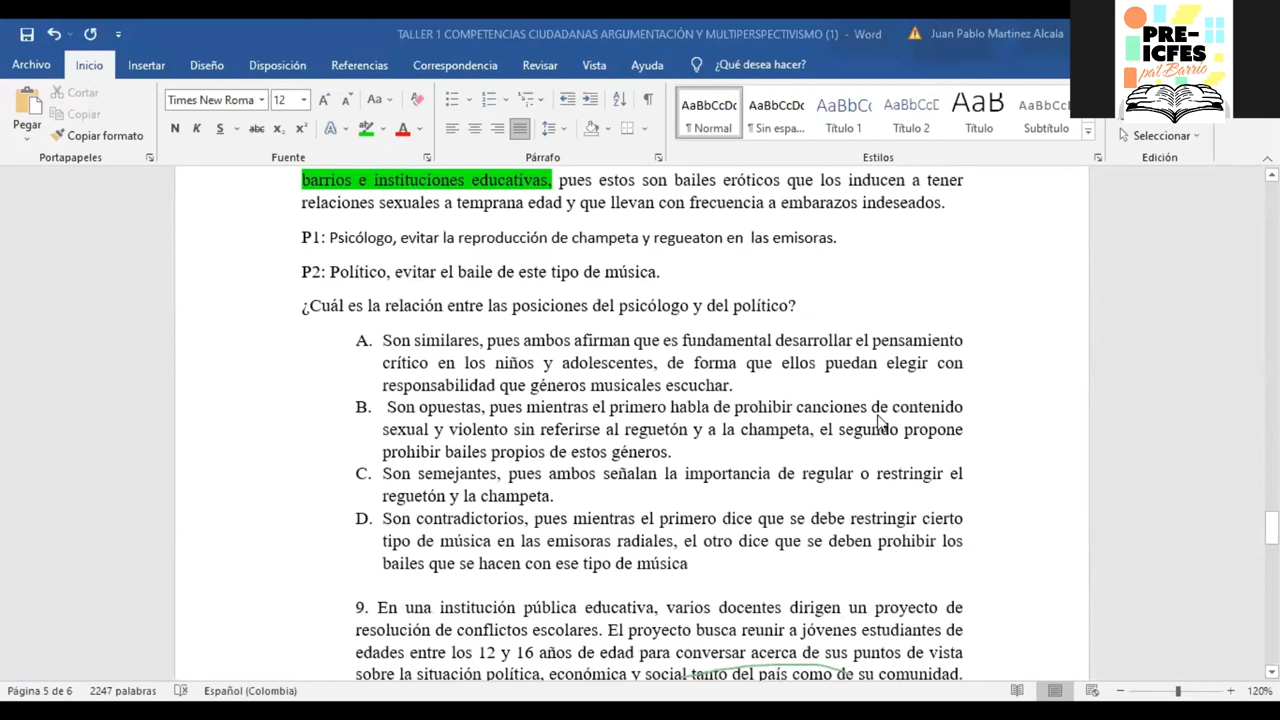 TALLER 1 COMPETENCIAS CIUDADANAS ARGUMENTACIÓN Y MULTIPERSPECTIVISMO (1) - Word
Juan Pablo Martinez Alcala
PRE-
ICFES
pa'l Barrio
Archivo Inicio Insertar Diseño Disposición Referencias Correspondencia Revisar Vista Ayuda ¿Qué desea hacer?
Pegar
Cortar
Copiar
Copiar formato
Times New Roma 12
Aa
N K S abc x₂ x²
AaBbCcDc AaBbCcDc AaBbCcC AaBbCcD AaB AaBbCcD
¶ Normal ¶ Sin espa... Título 1 Título 2 Título Subtítulo
Seleccionar
Portapapeles Fuente Párrafo Estilos Edición
barrios e instituciones educativas, pues estos son bailes eróticos que los inducen a tener
relaciones sexuales a temprana edad y que llevan con frecuencia a embarazos indeseados.
P1: Psicólogo, evitar la reproducción de champeta y regueaton en las emisoras.
P2: Político, evitar el baile de este tipo de música.
¿Cuál es la relación entre las posiciones del psicólogo y del político?
A. Son similares, pues ambos afirman que es fundamental desarrollar el pensamiento
crítico en los niños y adolescentes, de forma que ellos puedan elegir con
responsabilidad que géneros musicales escuchar.
B. Son opuestas, pues mientras el primero habla de prohibir canciones de contenido
sexual y violento sin referirse al reguetón y a la champeta, el segundo propone
prohibir bailes propios de estos géneros.
C. Son semejantes, pues ambos señalan la importancia de regular o restringir el
reguetón y la champeta.
D. Son contradictorios, pues mientras el primero dice que se debe restringir cierto
tipo de música en las emisoras radiales, el otro dice que se deben prohibir los
bailes que se hacen con ese tipo de música
9. En una institución pública educativa, varios docentes dirigen un proyecto de
resolución de conflictos escolares. El proyecto busca reunir a jóvenes estudiantes de
edades entre los 12 y 16 años de edad para conversar acerca de sus puntos de vista
sobre la situación política, económica y social tanto del país como de su comunidad.
Página 5 de 6 2247 palabras Español (Colombia) 120%